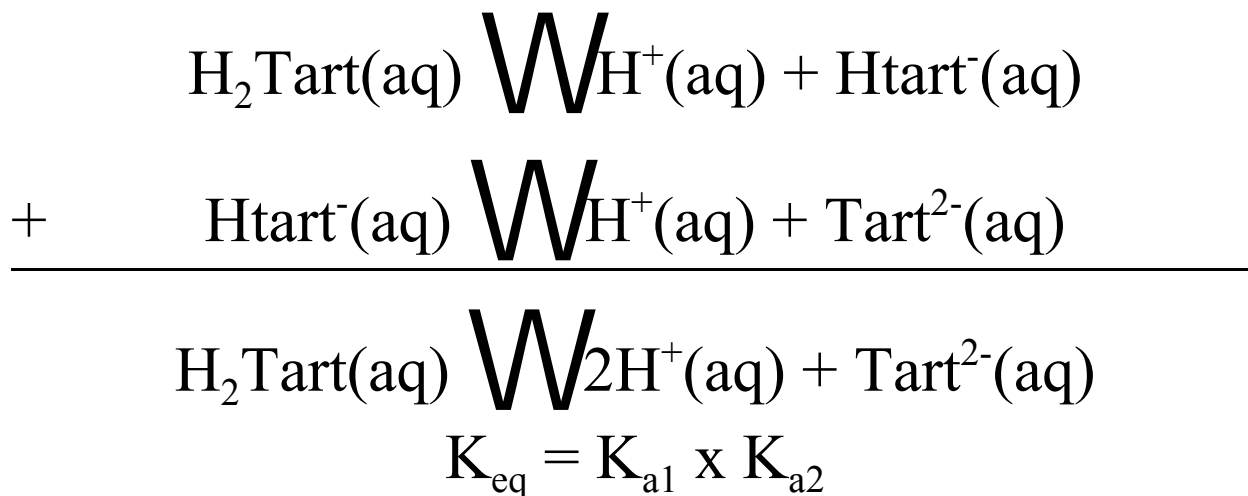 H₂Tart(aq) W H⁺(aq) + Htart⁻(aq)
+ Htart⁻(aq) W H⁺(aq) + Tart²⁻(aq)
H₂Tart(aq) W 2H⁺(aq) + Tart²⁻(aq)
K_eq = K_a1 x K_a2